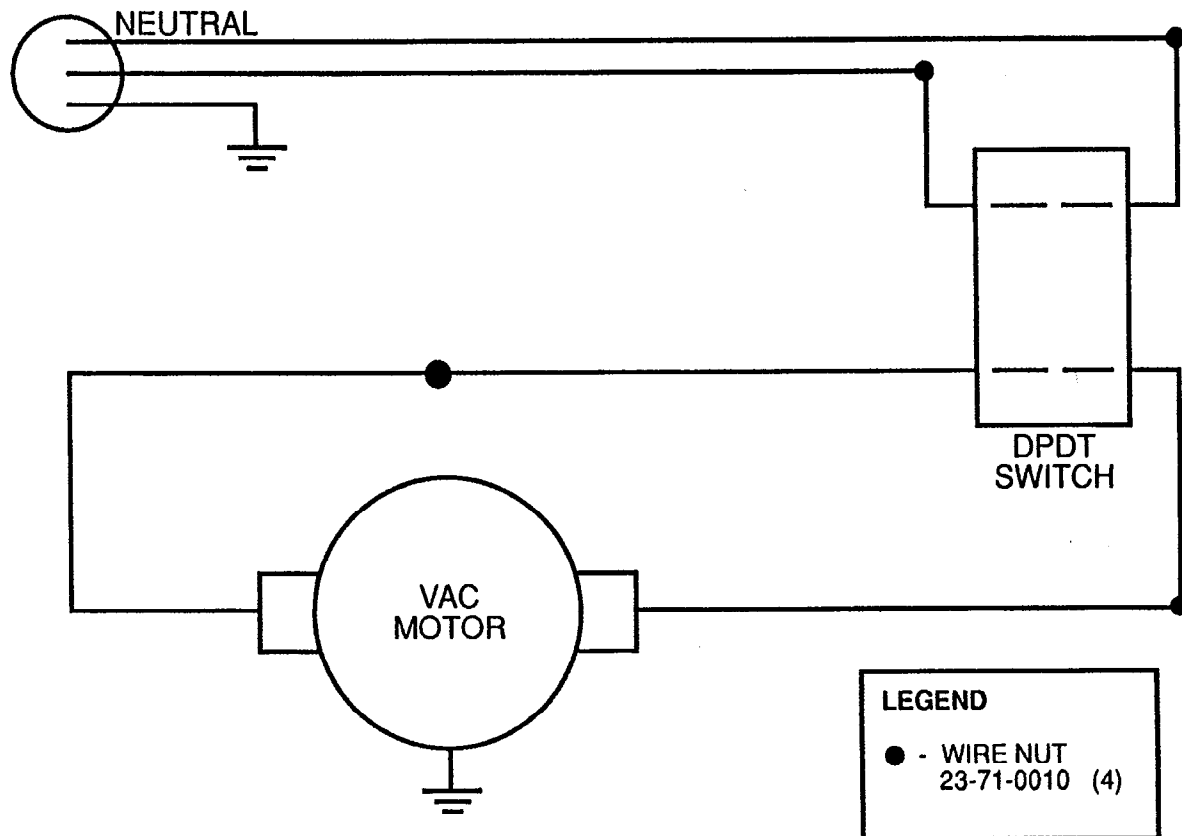 NEUTRAL
DPDT
SWITCH
VAC
MOTOR
LEGEND
● - WIRE NUT
23-71-0010 (4)